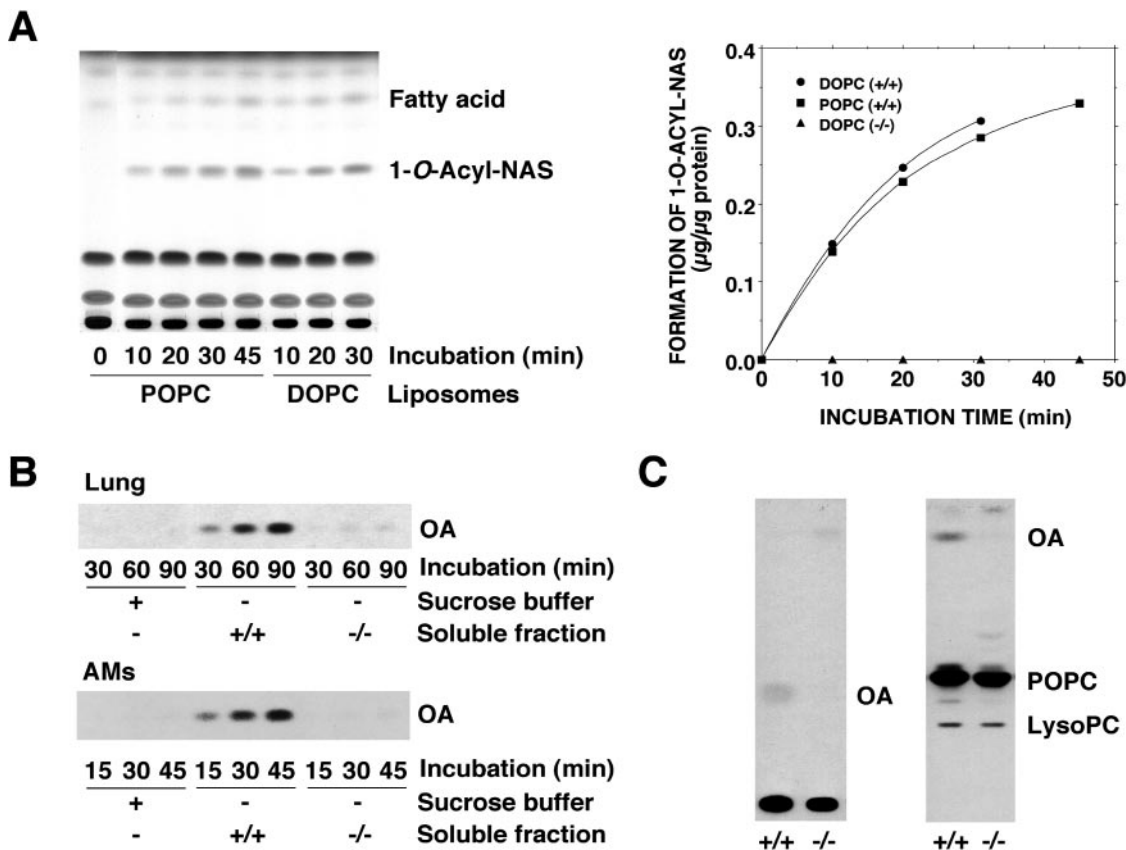 A
Fatty acid
1-O-Acyl-NAS
0 10 20 30 45 10 20 30 Incubation (min)
POPC DOPC Liposomes
FORMATION OF 1-O-ACYL-NAS
(µg/µg protein)
0.4
0.3
0.2
0.1
0.0
DOPC (+/+)
POPC (+/+)
DOPC (-/-)
0 10 20 30 40 50
INCUBATION TIME (min)
B
Lung
OA
30 60 90 30 60 90 30 60 90 Incubation (min)
+ - - Sucrose buffer
- +/+ -/- Soluble fraction
AMs
OA
15 30 45 15 30 45 15 30 45 Incubation (min)
+ - - Sucrose buffer
- +/+ -/- Soluble fraction
C
OA
+/+ -/-
OA
POPC
LysoPC
+/+ -/-